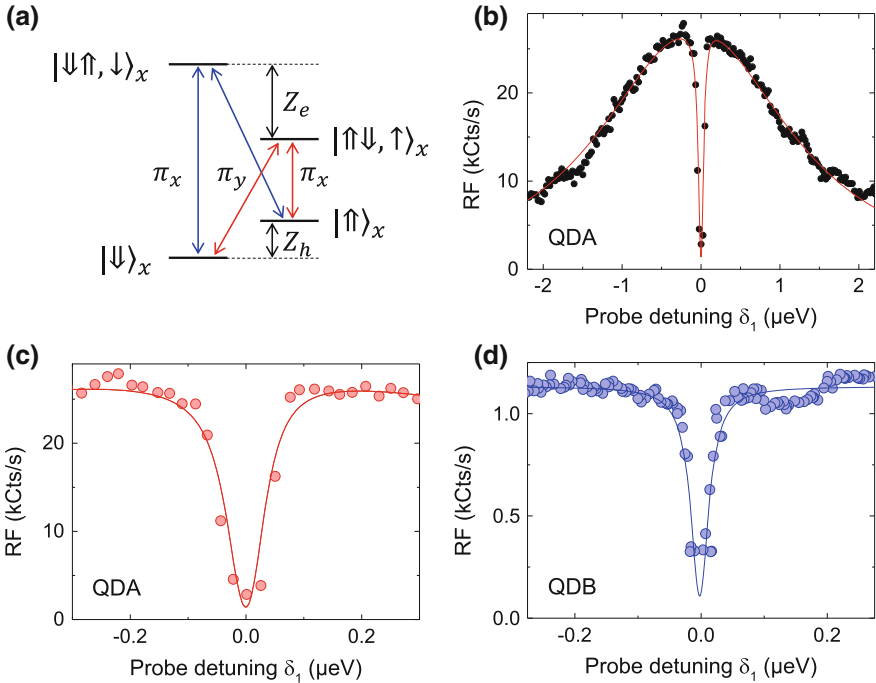 (a)
|⇓⇑, ↓⟩ₓ
Zₑ
|⇑⇓, ↑⟩ₓ
πₓ
π_y
πₓ
|⇑⟩ₓ
Z_h
|⇓⟩ₓ
(b)
RF (kCts/s)
20
10
0
QDA
-2
-1
0
1
2
Probe detuning δ₁ (µeV)
(c)
RF (kCts/s)
20
10
0
QDA
-0.2
0.0
0.2
Probe detuning δ₁ (µeV)
(d)
RF (kCts/s)
1.0
0.5
0.0
QDB
-0.2
0.0
0.2
Probe detuning δ₁ (µeV)